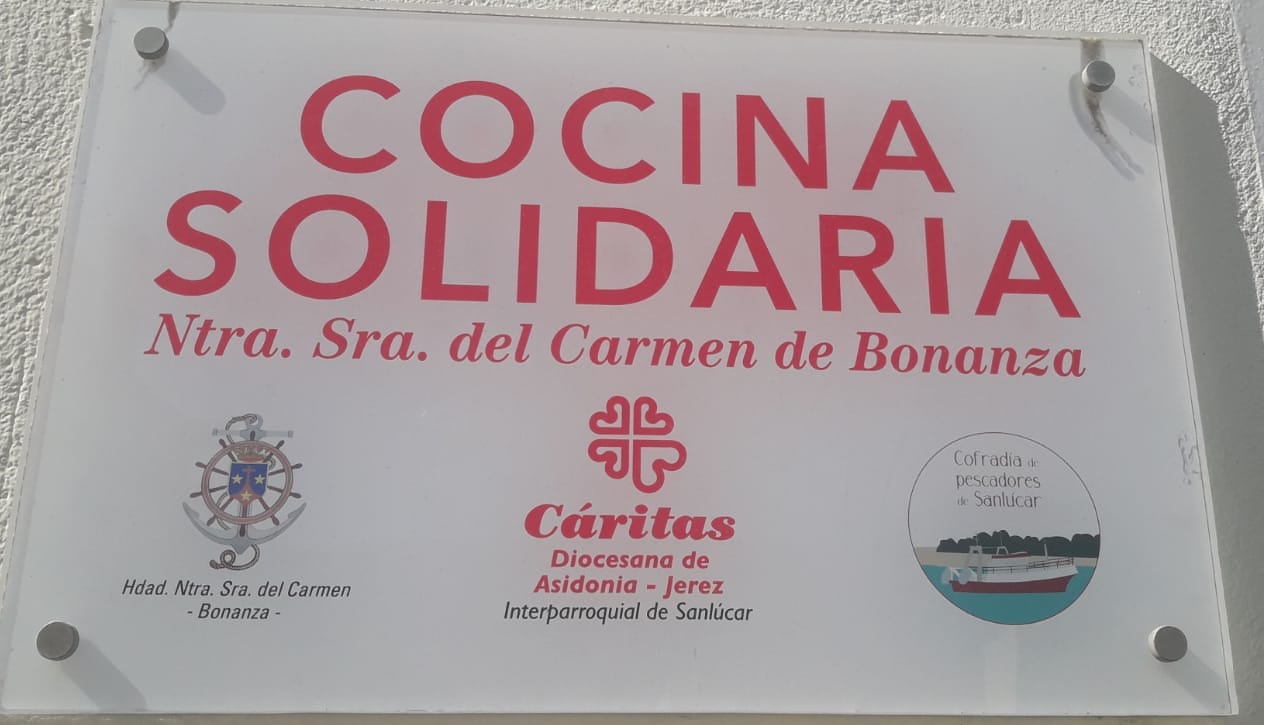 COCINA
SOLIDARIA
Ntra. Sra. del Carmen de Bonanza
Hdad. Ntra. Sra. del Carmen
- Bonanza -
Cáritas
Diocesana de
Asidonia - Jerez
Interparroquial de Sanlúcar
Cofradía de
pescadores
de Sanlúcar